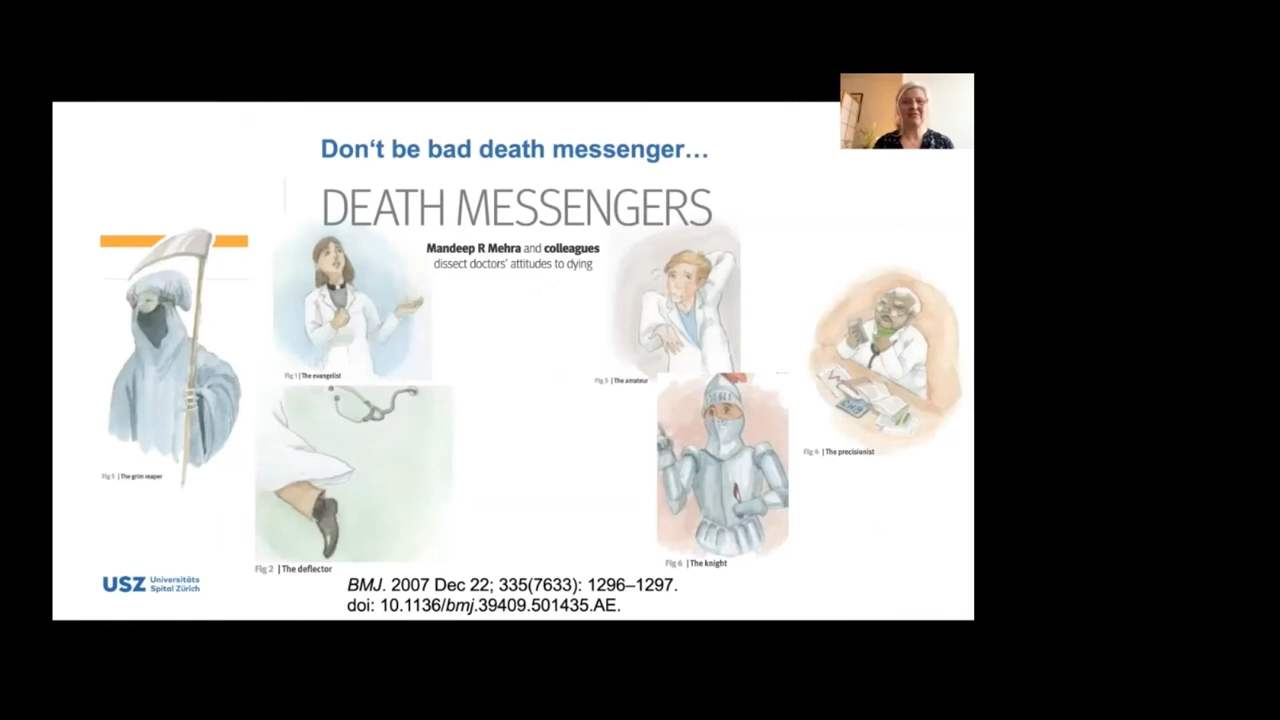 Don‘t be bad death messenger…
DEATH MESSENGERS
Mandeep R Mehra and colleagues
dissect doctors' attitudes to dying
Fig 1 | The evangelist
Fig 3 | The amateur
Fig 4 | The precisionist
Fig 5 | The grim reaper
Fig 2 | The deflector
Fig 6 | The knight
USZ Universitäts
Spital Zürich
BMJ. 2007 Dec 22; 335(7633): 1296–1297.
doi: 10.1136/bmj.39409.501435.AE.